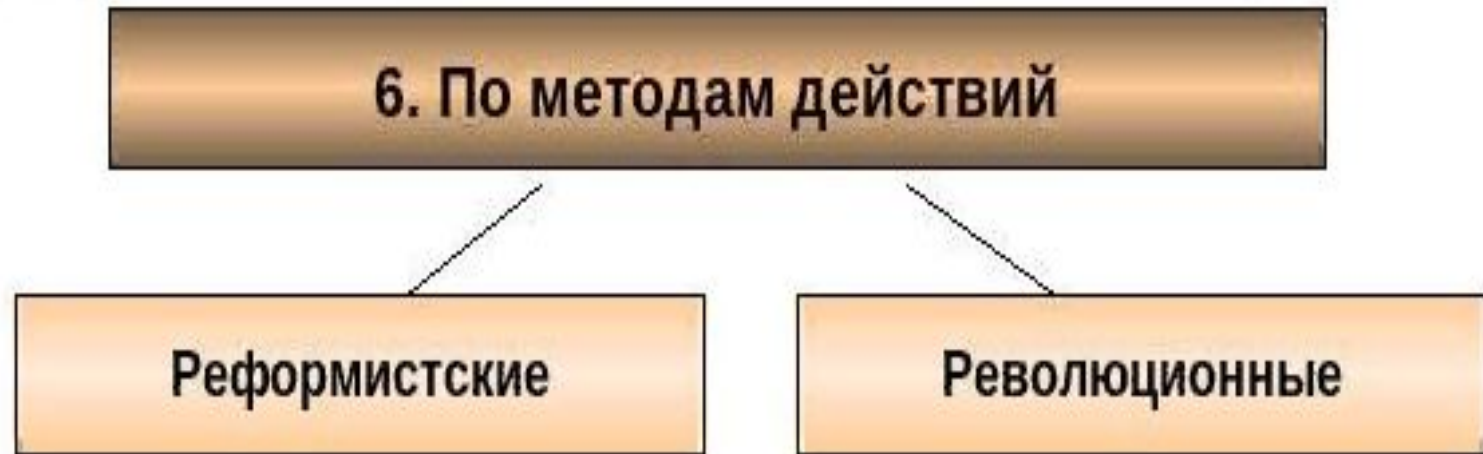 6. По методам действий
Реформистские
Революционные